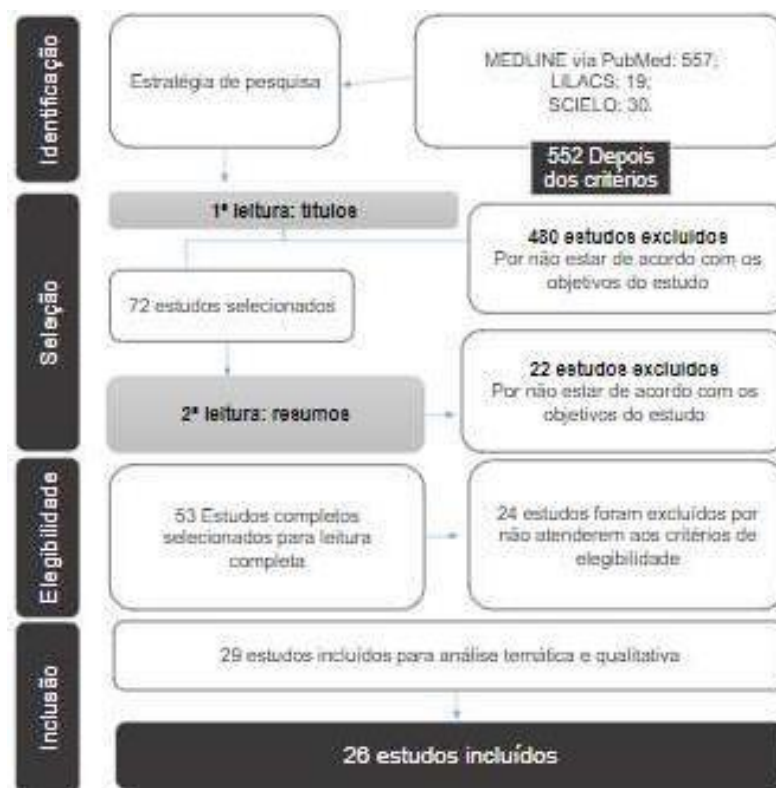 Identificação
Estratégia de pesquisa
MEDLINE via PubMed: 557;
LILACS: 19;
SCIELO: 30.
552 Depois
dos critérios
Seleção
1ª leitura: títulos
480 estudos excluídos
Por não estar de acordo com os
objetivos do estudo
72 estudos selecionados
22 estudos excluídos
Por não estar de acordo com os
objetivos do estudo
2ª leitura: resumos
Elegibilidade
53 Estudos completos
selecionados para leitura
completa
24 estudos foram excluídos por
não atenderem aos critérios de
elegibilidade
Inclusão
29 estudos incluídos para análise temática e qualitativa
26 estudos incluídos